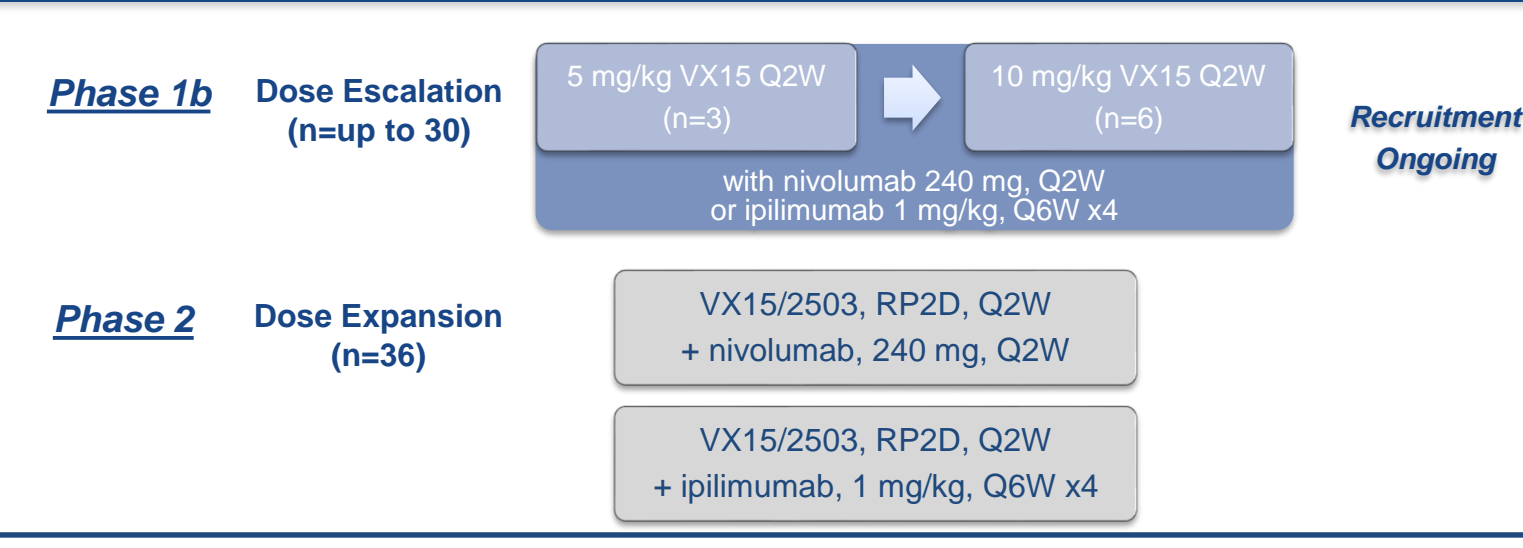 Phase 1b
Dose Escalation
(n=up to 30)
5 mg/kg VX15 Q2W
(n=3)
10 mg/kg VX15 Q2W
(n=6)
with nivolumab 240 mg, Q2W
or ipilimumab 1 mg/kg, Q6W x4
Recruitment
Ongoing
Phase 2
Dose Expansion
(n=36)
VX15/2503, RP2D, Q2W
+ nivolumab, 240 mg, Q2W
VX15/2503, RP2D, Q2W
+ ipilimumab, 1 mg/kg, Q6W x4